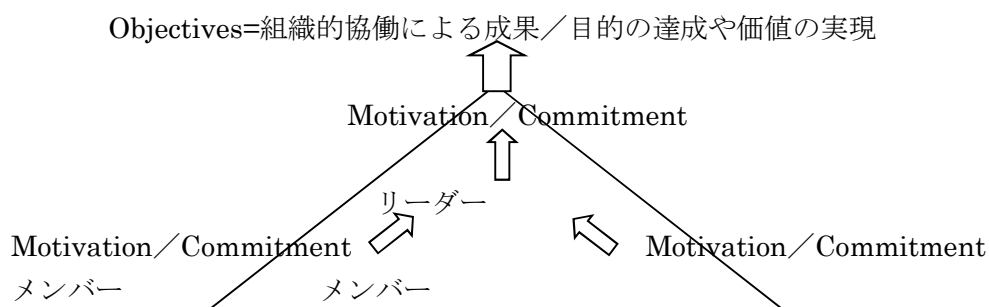 Objectives=組織的協働による成果／目的の達成や価値の実現
Motivation／Commitment
リーダー
Motivation／Commitment Motivation／Commitment
メンバー メンバー